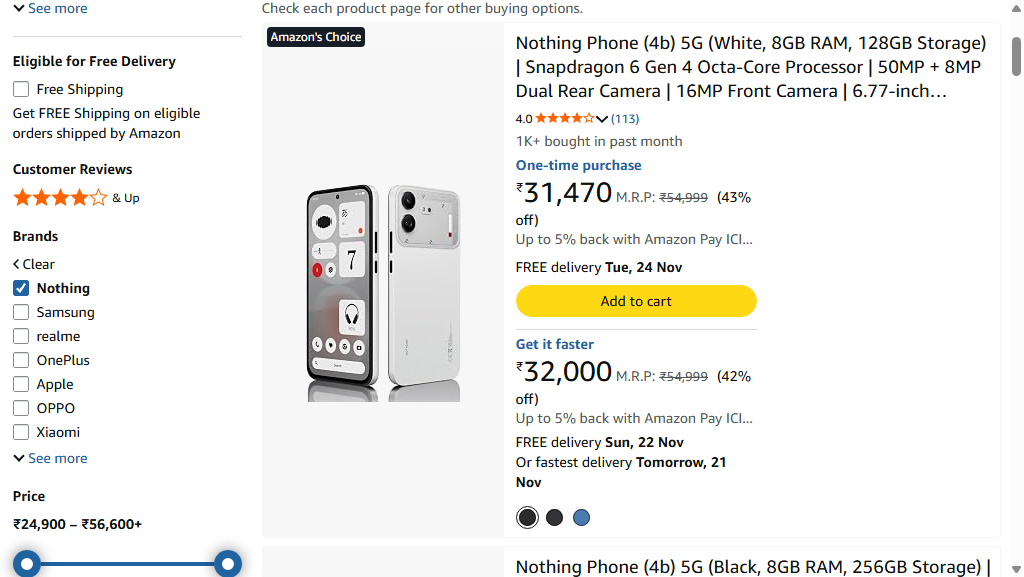 See more
Eligible for Free Delivery
Free Shipping
Get FREE Shipping on eligible
orders shipped by Amazon
Customer Reviews
& Up
Brands
Clear
Nothing
Samsung
realme
OnePlus
Apple
OPPO
Xiaomi
See more
Price
₹24,900 – ₹56,600+
Check each product page for other buying options.
Amazon's Choice
7
Nothing Phone (4b) 5G (White, 8GB RAM, 128GB Storage)
| Snapdragon 6 Gen 4 Octa-Core Processor | 50MP + 8MP
Dual Rear Camera | 16MP Front Camera | 6.77-inch…
4.0 (113)
1K+ bought in past month
One-time purchase
₹31,470 M.R.P: ₹54,999 (43%
off)
Up to 5% back with Amazon Pay ICI…
FREE delivery Tue, 24 Nov
Add to cart
Get it faster
₹32,000 M.R.P: ₹54,999 (42%
off)
Up to 5% back with Amazon Pay ICI…
FREE delivery Sun, 22 Nov
Or fastest delivery Tomorrow, 21
Nov
Nothing Phone (4b) 5G (Black, 8GB RAM, 256GB Storage) |